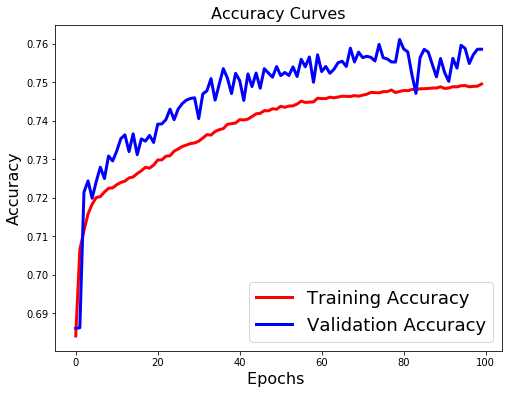 Accuracy Curves
Accuracy
0.76
0.75
0.74
0.73
0.72
0.71
0.70
0.69
0
20
40
60
80
100
Epochs
Training Accuracy
Validation Accuracy